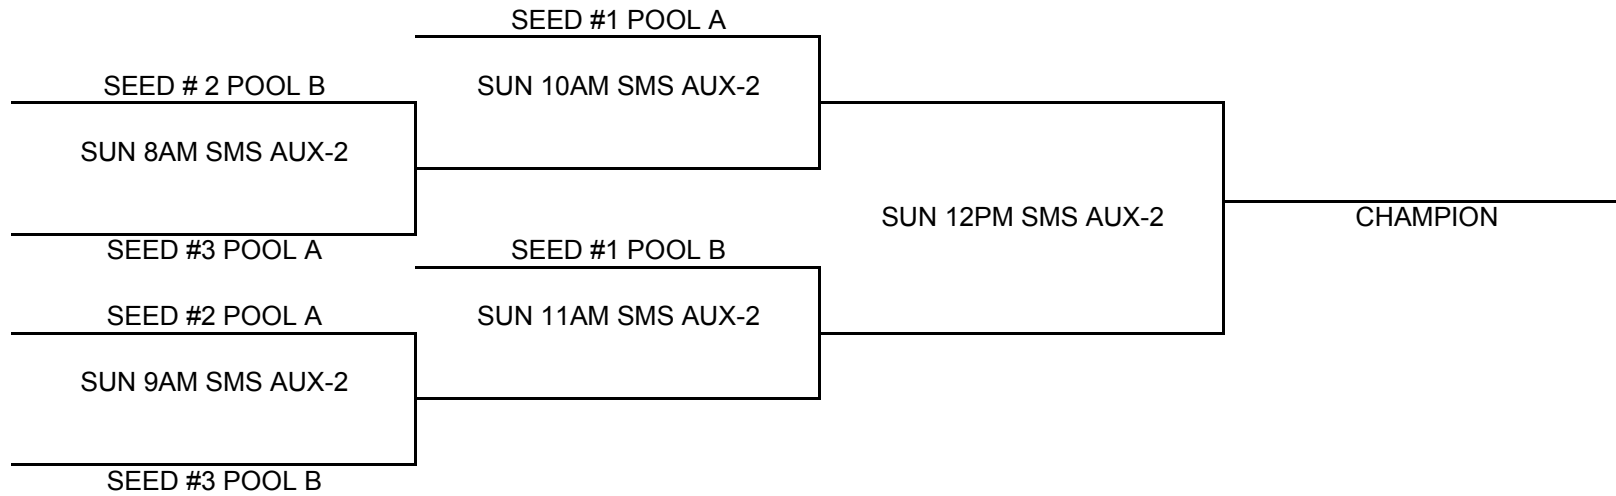 SEED #1 POOL A
SEED # 2 POOL B
SUN 10AM SMS AUX-2
SUN 8AM SMS AUX-2
SUN 12PM SMS AUX-2
CHAMPION
SEED #3 POOL A
SEED #1 POOL B
SEED #2 POOL A
SUN 11AM SMS AUX-2
SUN 9AM SMS AUX-2
SEED #3 POOL B